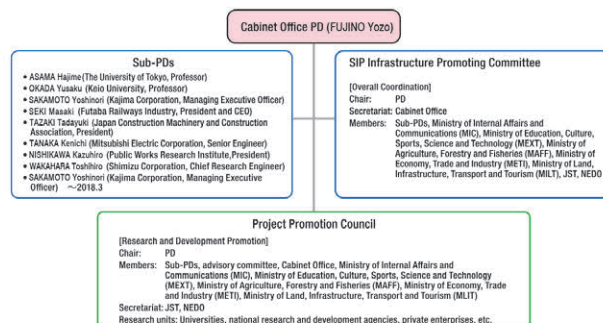 Cabinet Office PD (FUJINO Yozo)
Sub-PDs
• ASAMA Hajime (The University of Tokyo, Professor)
• OKADA Yusaku (Keio University, Professor)
• SAKAMOTO Yoshinori (Kajima Corporation, Managing Executive Officer)
• SEKI Masaki (Futaba Railways Industry, President and CEO)
• TAZAKI Tadayuki (Japan Construction Machinery and Construction
Association, President)
• TANAKA Kenichi (Mitsubishi Electric Corporation, Senior Engineer)
• NISHIKAWA Kazuhiro (Public Works Research Institute, President)
• WAKAHARA Toshihiro (Shimizu Corporation, Chief Research Engineer)
• SAKAMOTO Yoshinori (Kajima Corporation, Managing Executive
Officer) ～2018.3
SIP Infrastructure Promoting Committee
[Overall Coordination]
Chair: PD
Secretariat: Cabinet Office
Members: Sub-PDs, Ministry of Internal Affairs and
Communications (MIC), Ministry of Education, Culture,
Sports, Science and Technology (MEXT), Ministry of
Agriculture, Forestry and Fisheries (MAFF), Ministry of
Economy, Trade and Industry (METI), Ministry of Land,
Infrastructure, Transport and Tourism (MILT), JST, NEDO
Project Promotion Council
[Research and Development Promotion]
Chair: PD
Members: Sub-PDs, advisory committee, Cabinet Office, Ministry of Internal Affairs and
Communications (MIC), Ministry of Education, Culture, Sports, Science and Technology
(MEXT), Ministry of Agriculture, Forestry and Fisheries (MAFF), Ministry of Economy, Trade
and Industry (METI), Ministry of Land, Infrastructure, Transport and Tourism (MLIT)
Secretariat: JST, NEDO
Research units: Universities, national research and development agencies, private enterprises, etc.